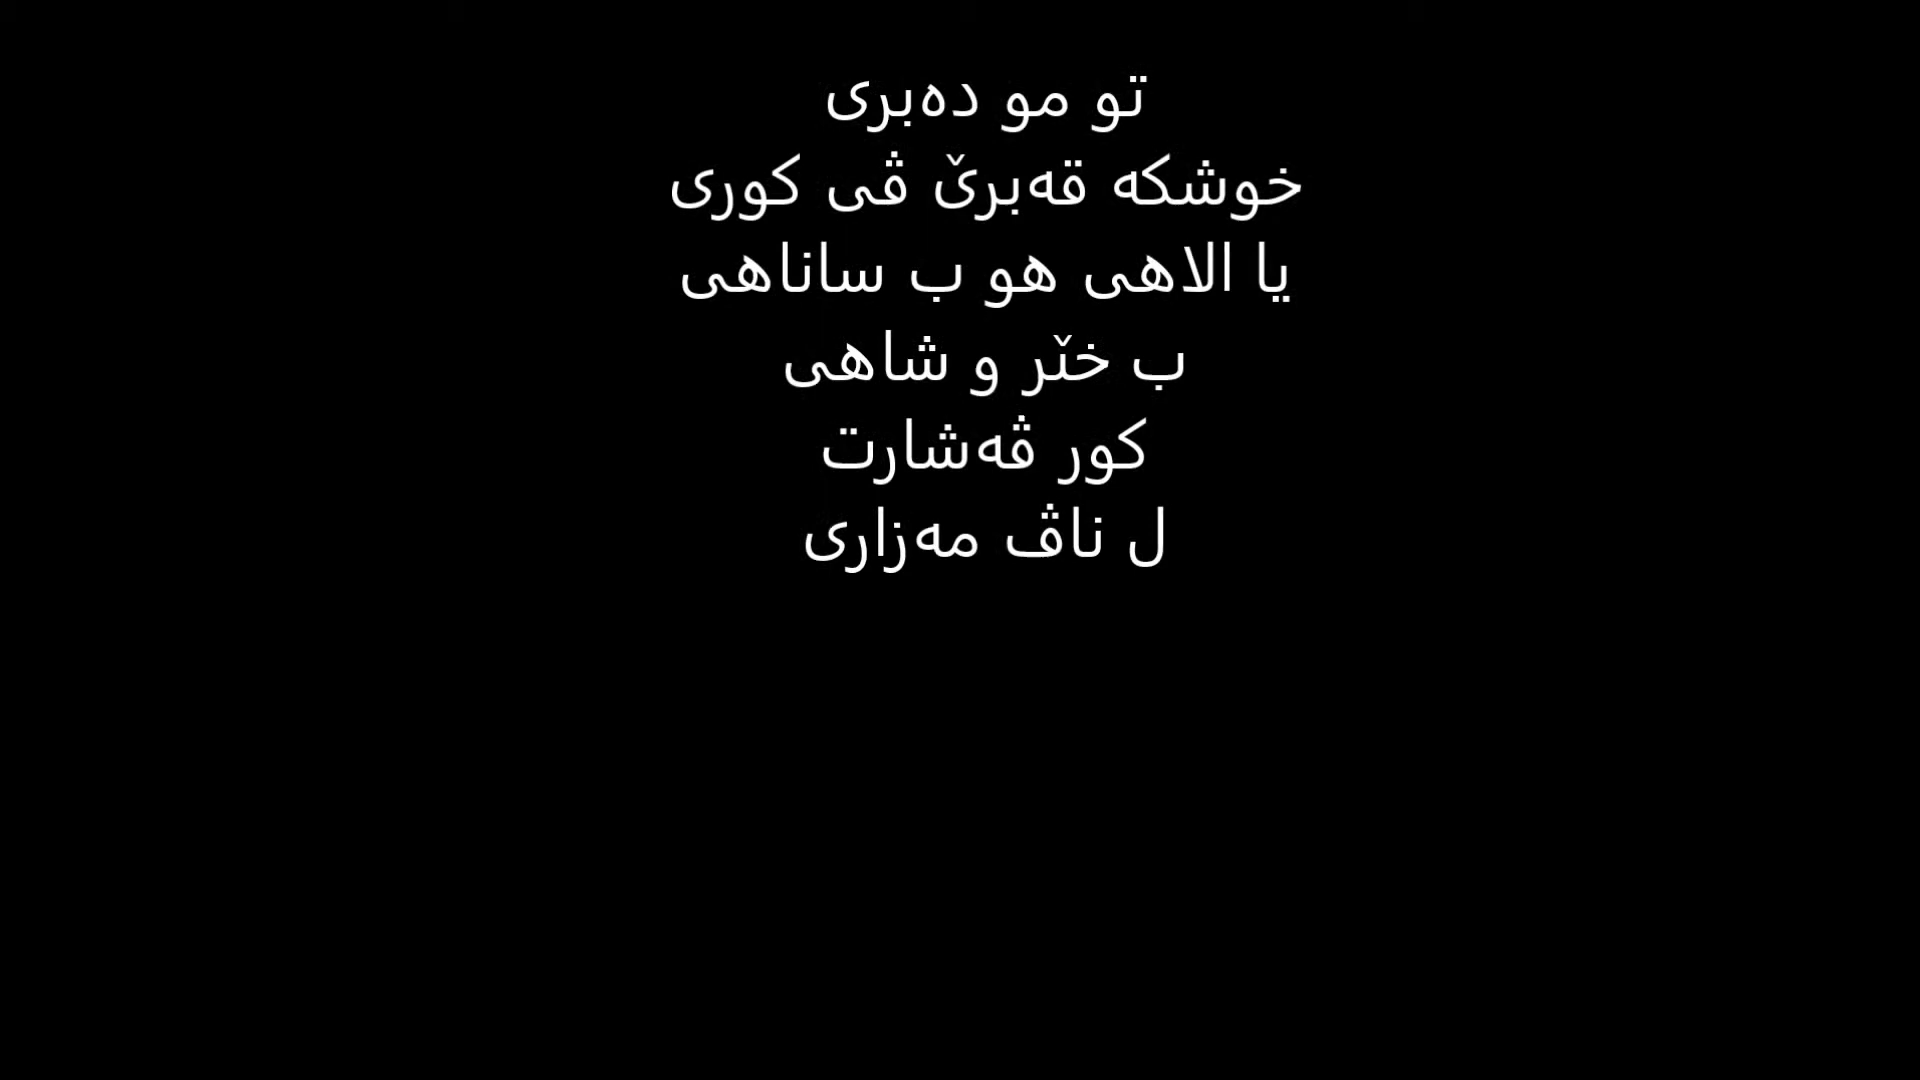 تو مو دەبری
خوشکە قەبرێ ڤی کوری
یا الاهی هو ب ساناهی
ب خێر و شاهی
کور ڤەشارت
ل ناڤ مەزاری